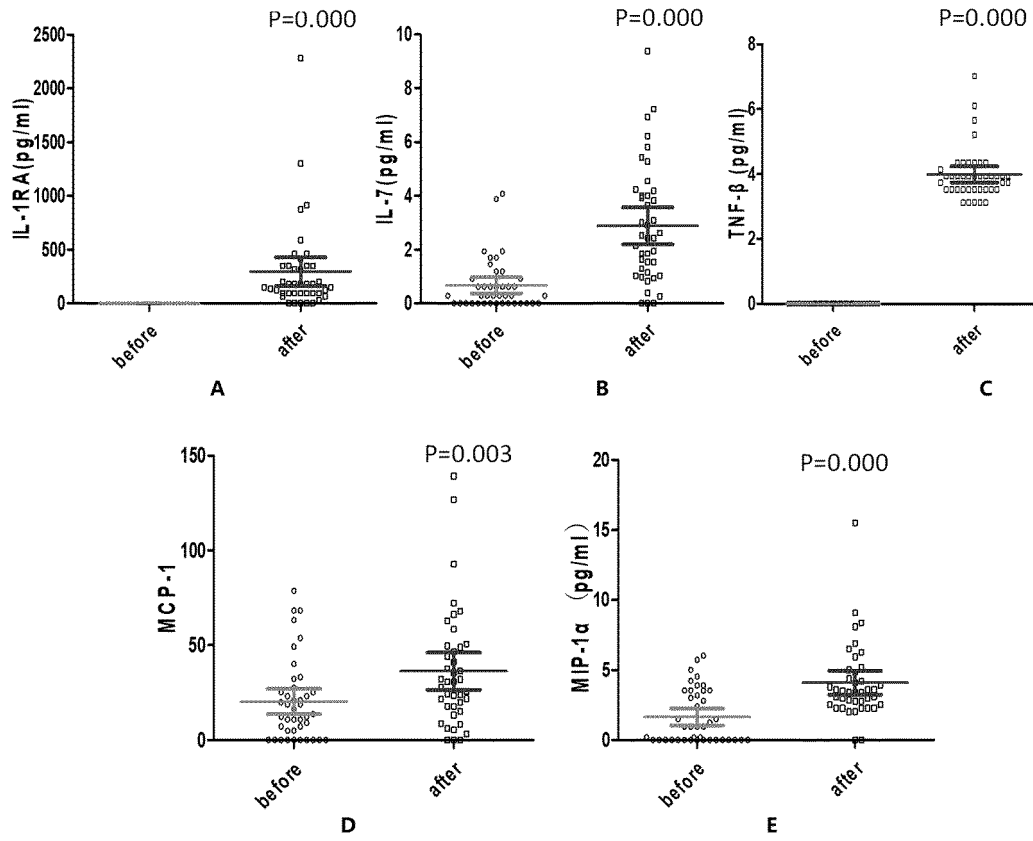 P=0.000
IL-1RA(pg/ml)
2500
2000
1500
1000
500
0
before
after
A
P=0.000
IL-7(pg/ml)
10
8
6
4
2
0
before
after
B
P=0.000
TNF-β (pg/ml)
8
6
4
2
0
before
after
C
P=0.003
MCP-1
150
100
50
0
before
after
D
P=0.000
MIP-1α (pg/ml)
20
15
10
5
0
before
after
E